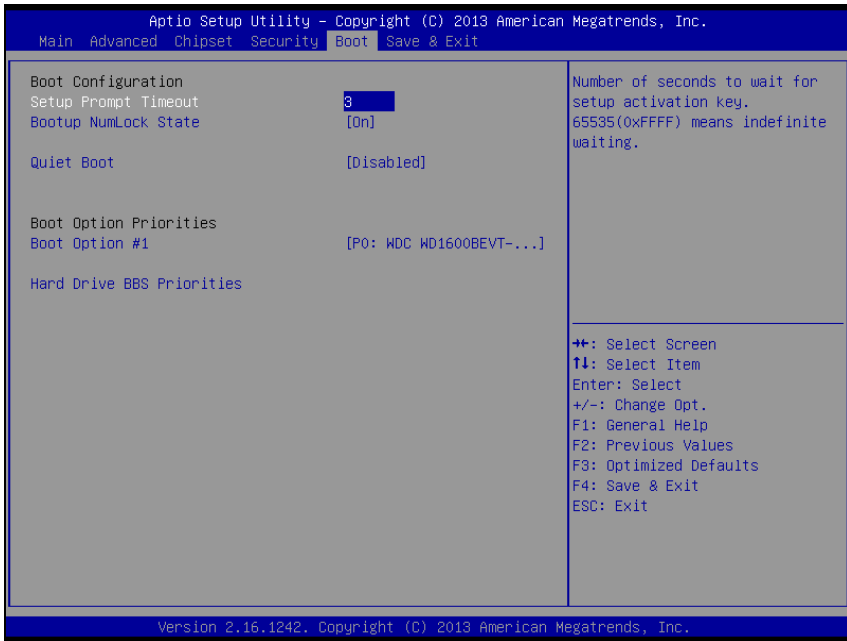 Aptio Setup Utility – Copyright (C) 2013 American Megatrends, Inc.
Main Advanced Chipset Security Boot Save & Exit
Boot Configuration
Setup Prompt Timeout 3
Bootup NumLock State [On]
Quiet Boot [Disabled]
Boot Option Priorities
Boot Option #1 [P0: WDC WD1600BEVT-...]
Hard Drive BBS Priorities
Number of seconds to wait for
setup activation key.
65535(0xFFFF) means indefinite
waiting.
→←: Select Screen
↑↓: Select Item
Enter: Select
+/-: Change Opt.
F1: General Help
F2: Previous Values
F3: Optimized Defaults
F4: Save & Exit
ESC: Exit
Version 2.16.1242. Copyright (C) 2013 American Megatrends, Inc.